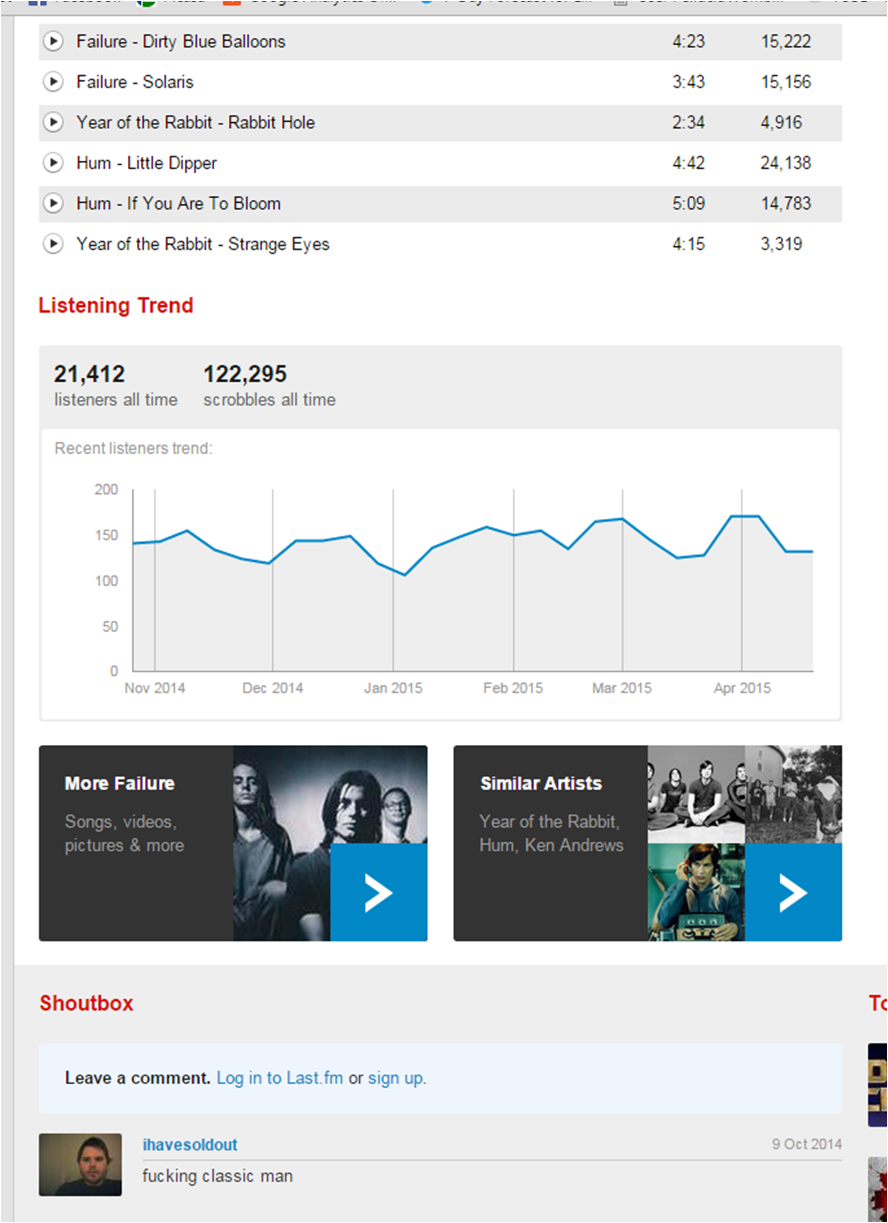 Failure - Dirty Blue Balloons 4:23 15,222
Failure - Solaris 3:43 15,156
Year of the Rabbit - Rabbit Hole 2:34 4,916
Hum - Little Dipper 4:42 24,138
Hum - If You Are To Bloom 5:09 14,783
Year of the Rabbit - Strange Eyes 4:15 3,319
Listening Trend
21,412 122,295
listeners all time scrobbles all time
Recent listeners trend:
200
150
100
50
0
Nov 2014 Dec 2014 Jan 2015 Feb 2015 Mar 2015 Apr 2015
More Failure
Songs, videos,
pictures & more
Similar Artists
Year of the Rabbit,
Hum, Ken Andrews
Shoutbox
Leave a comment. Log in to Last.fm or sign up.
ihavesoldout 9 Oct 2014
fucking classic man